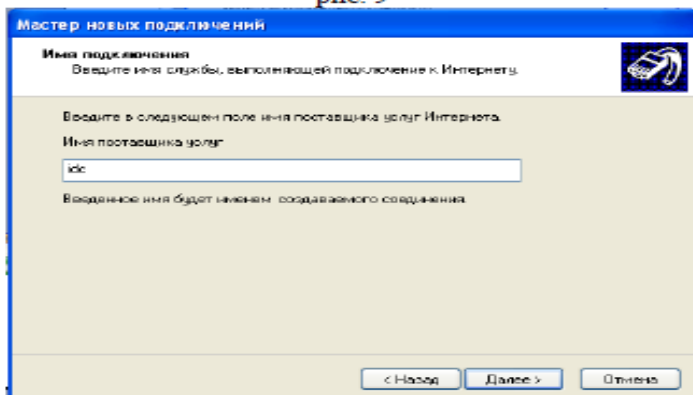 Мастер новых подключений
Имя подключения
Введите имя службы, выполняющей подключение к Интернету.
Введите в следующем поле имя поставщика услуг Интернета.
Имя поставщика услуг
idc
Введенное имя будет именем создаваемого соединения.
< Назад
Далее >
Отмена